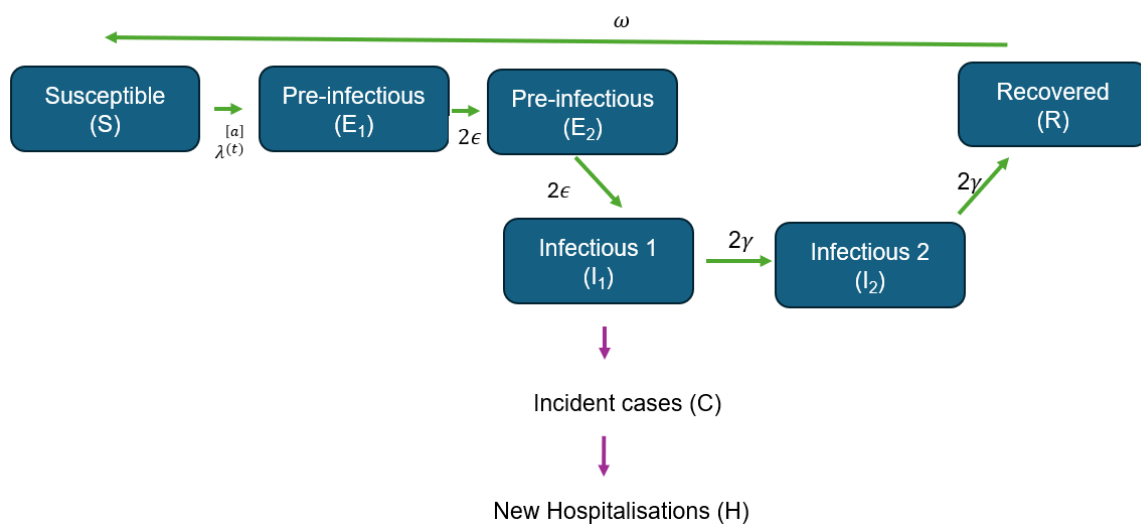 ω
Susceptible
(S)
[a]
λ(t)
Pre-infectious
(E₁)
2ϵ
Pre-infectious
(E₂)
Recovered
(R)
2ϵ
2γ
Infectious 1
(I₁)
2γ
Infectious 2
(I₂)
Incident cases (C)
New Hospitalisations (H)